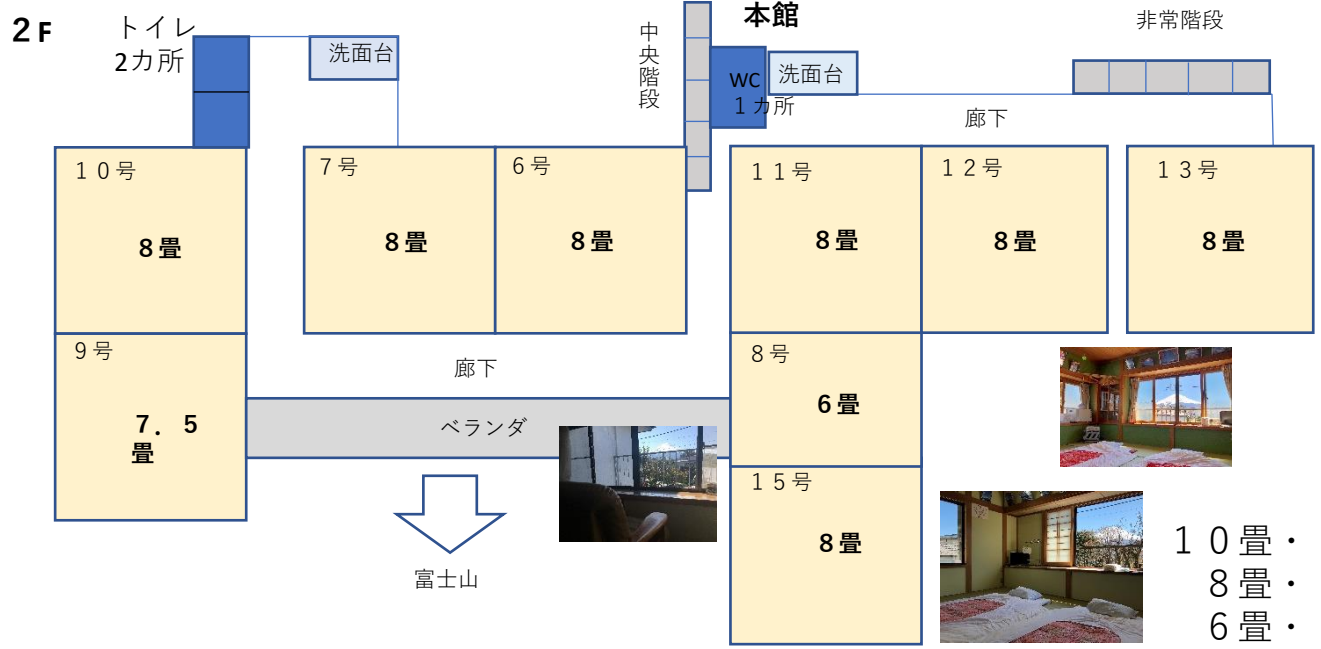 ２F
トイレ
2カ所
洗面台
中央階段
本館
wc
１カ所
洗面台
非常階段
廊下
１０号
８畳
７号
８畳
６号
８畳
１１号
８畳
１２号
８畳
１３号
８畳
９号
７．５
畳
廊下
ベランダ
８号
６畳
１５号
８畳
富士山
１０畳・
８畳・
６畳・